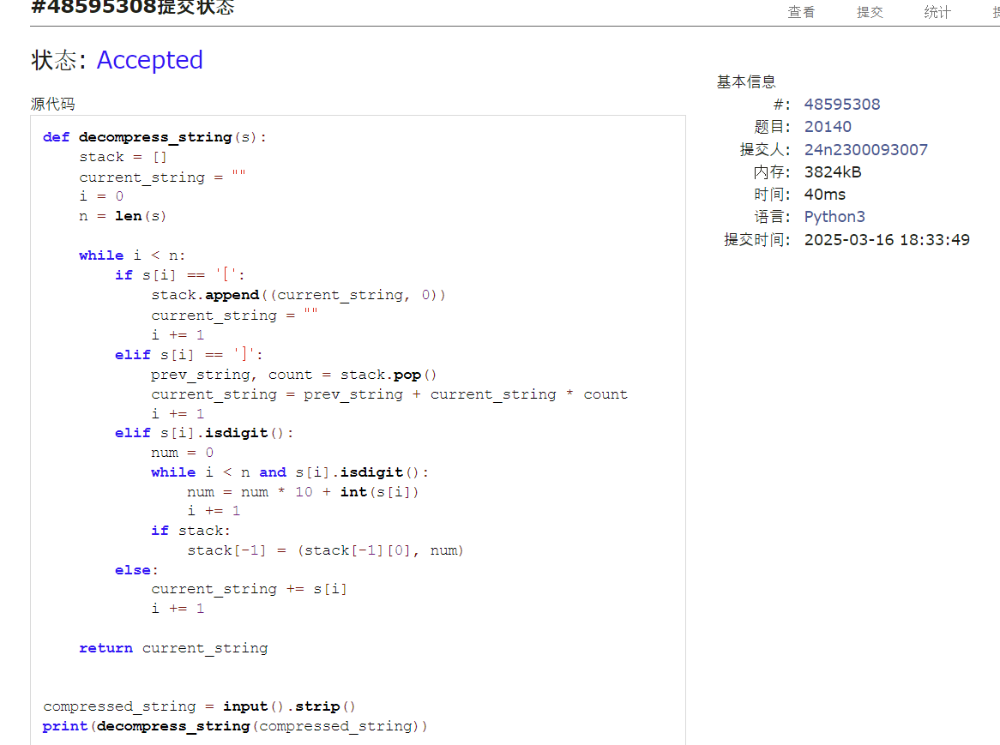 #48595308提交状态
查看 提交 统计
状态: Accepted
源代码
def decompress_string(s):
    stack = []
    current_string = ""
    i = 0
    n = len(s)
    while i < n:
        if s[i] == '[':
            stack.append((current_string, 0))
            current_string = ""
            i += 1
        elif s[i] == ']':
            prev_string, count = stack.pop()
            current_string = prev_string + current_string * count
            i += 1
        elif s[i].isdigit():
            num = 0
            while i < n and s[i].isdigit():
                num = num * 10 + int(s[i])
                i += 1
            if stack:
                stack[-1] = (stack[-1][0], num)
        else:
            current_string += s[i]
            i += 1
    return current_string
compressed_string = input().strip()
print(decompress_string(compressed_string))
基本信息
#: 48595308
题目: 20140
提交人: 24n2300093007
内存: 3824kB
时间: 40ms
语言: Python3
提交时间: 2025-03-16 18:33:49